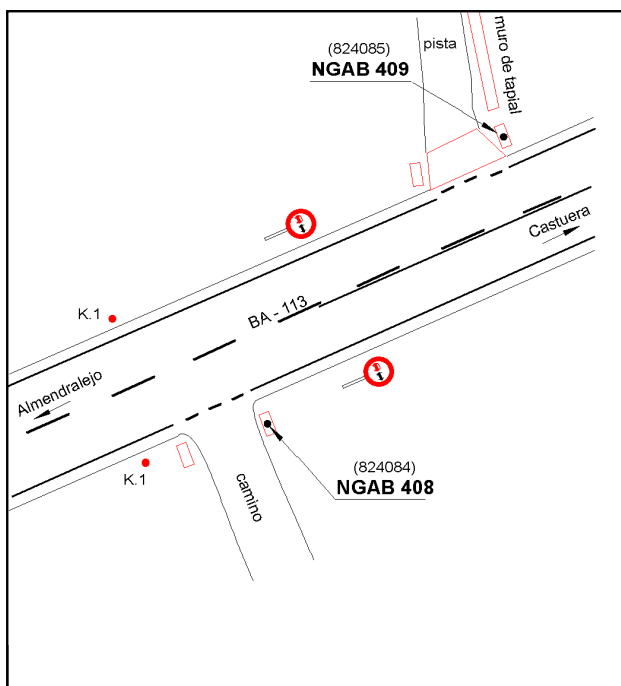 (824085)
NGAB 409
pista
muro de tapial
Castuera
K.1
BA - 113
Almendralejo
K.1
camino
(824084)
NGAB 408